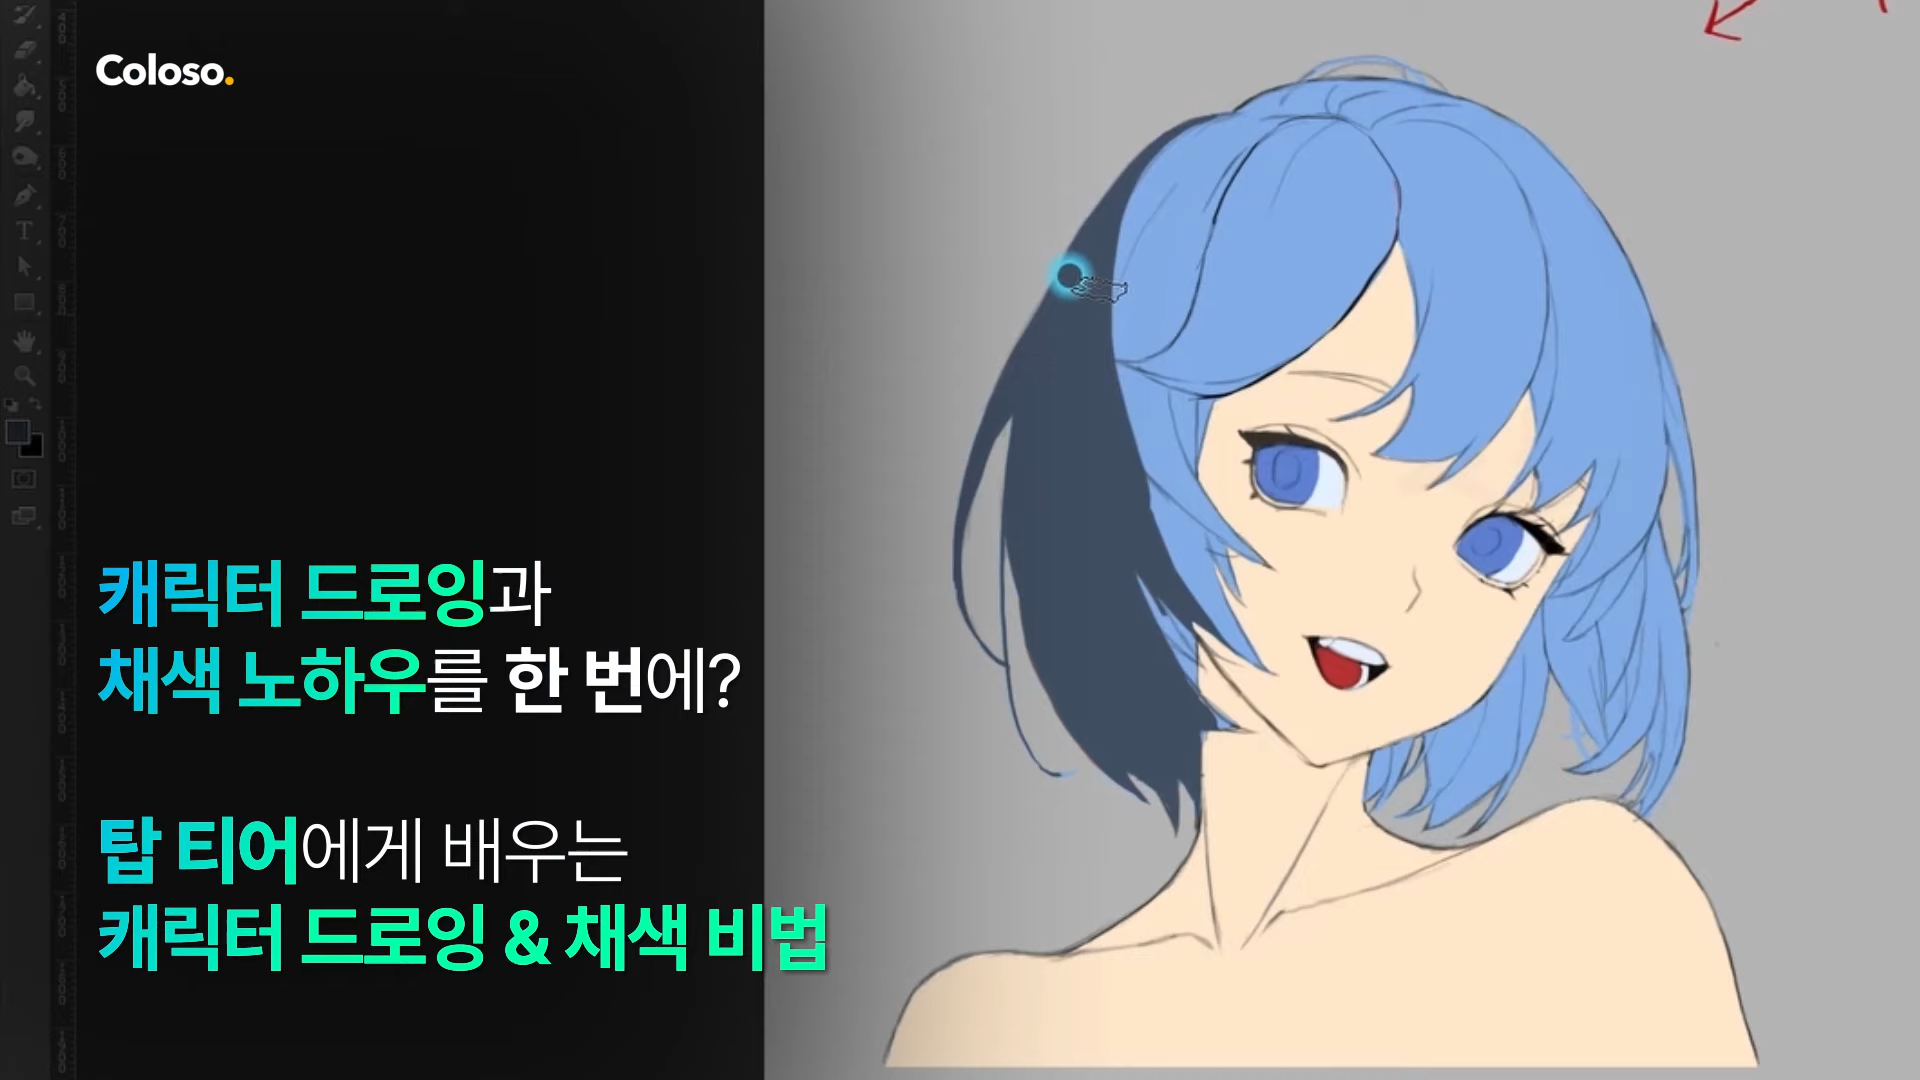 Coloso.
캐릭터 드로잉과
채색 노하우를 한 번에?
탑 티어에게 배우는
캐릭터 드로잉 & 채색 비법